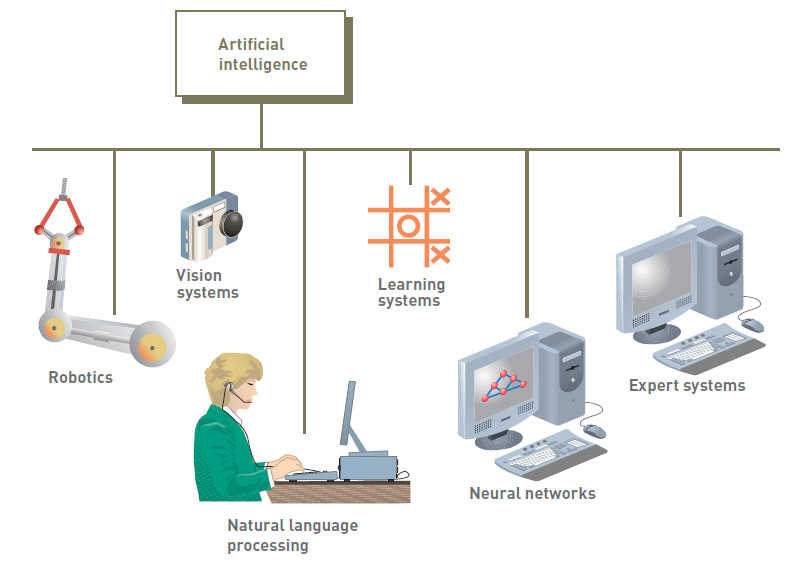 Artificial
intelligence
Vision
systems
Learning
systems
Robotics
Expert systems
Neural networks
Natural language
processing